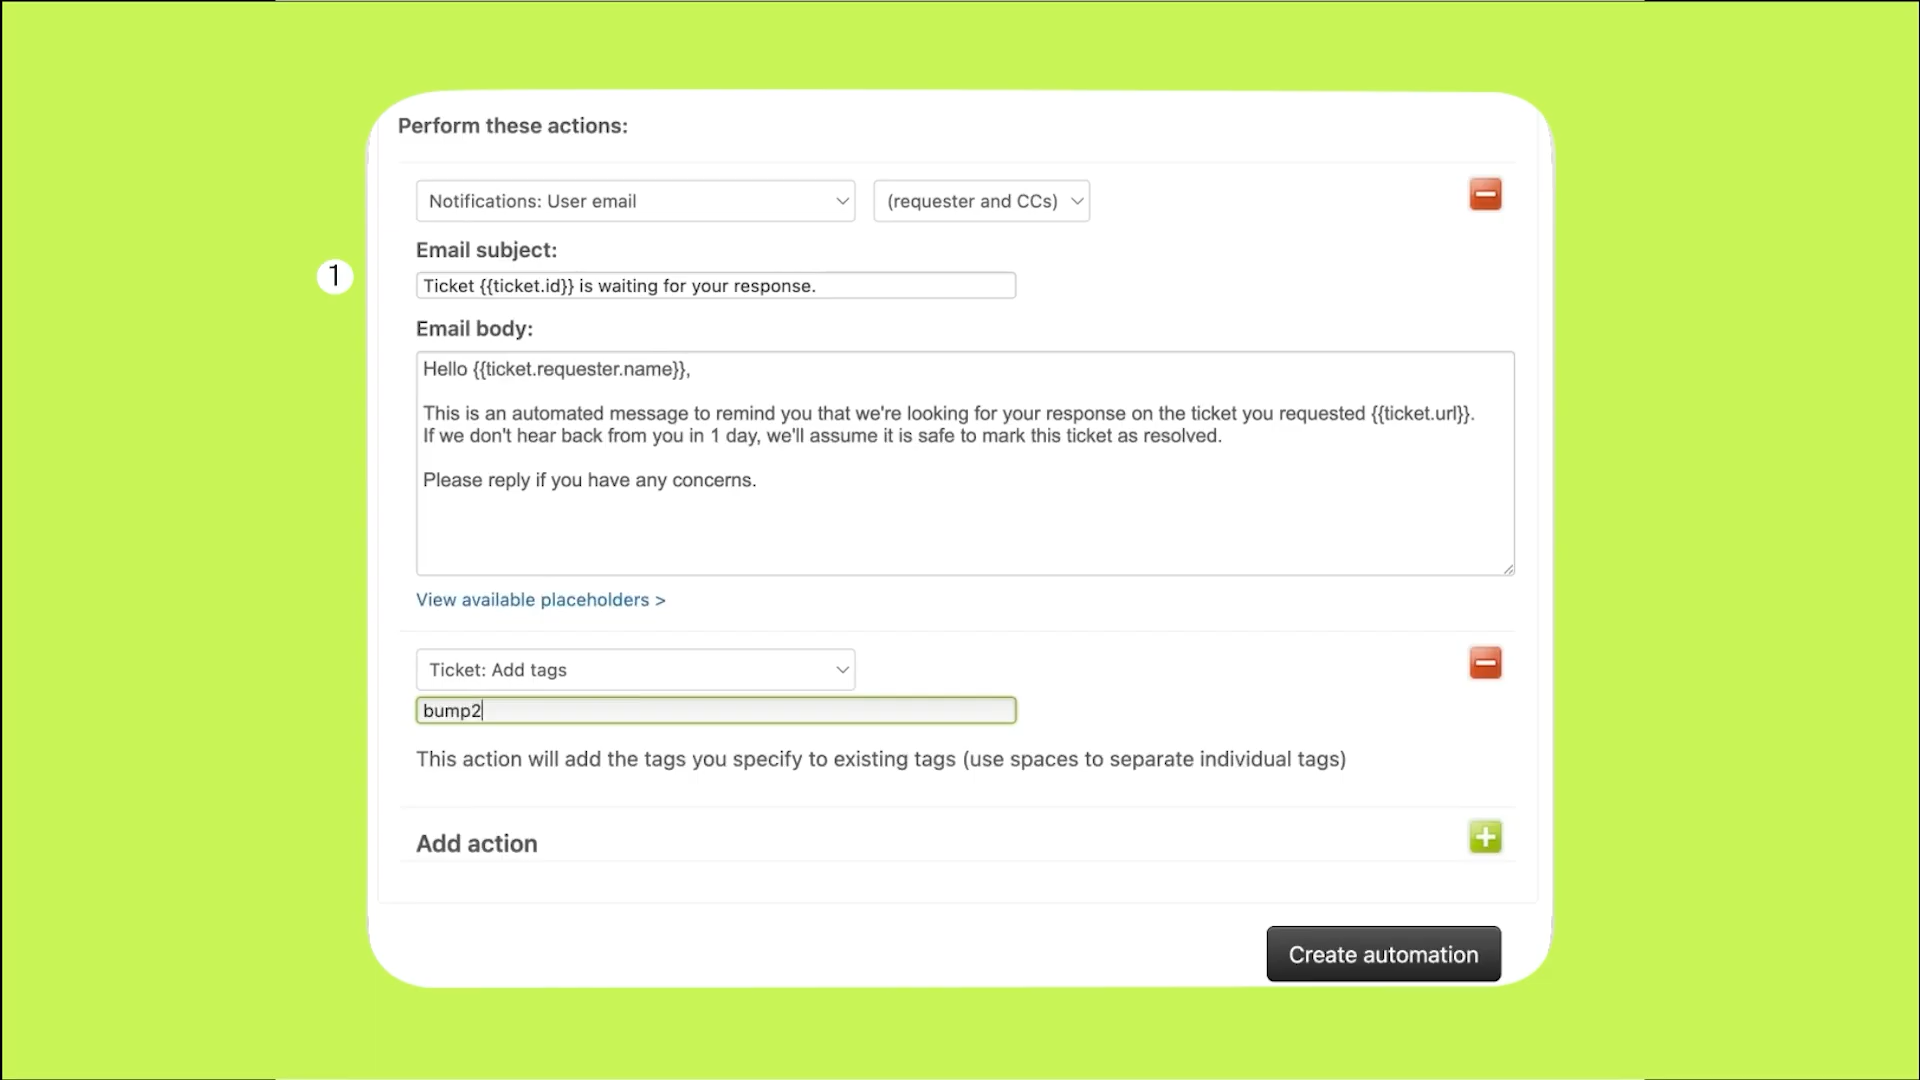 Perform these actions:
Notifications: User email
(requester and CCs)
Email subject:
1
Ticket {{ticket.id}} is waiting for your response.
Email body:
Hello {{ticket.requester.name}},
This is an automated message to remind you that we're looking for your response on the ticket you requested {{ticket.url}}.
If we don't hear back from you in 1 day, we'll assume it is safe to mark this ticket as resolved.
Please reply if you have any concerns.
View available placeholders >
Ticket: Add tags
bump2
This action will add the tags you specify to existing tags (use spaces to separate individual tags)
Add action
Create automation